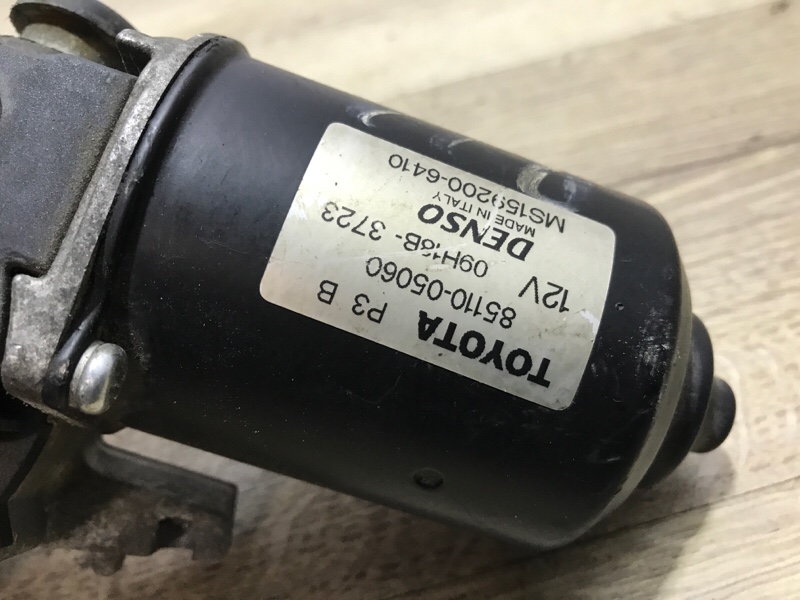 TOYOTA P3 B
85110-05060
12V 09H18B- 3723
DENSO
MADE IN ITALY
MS159200-6410